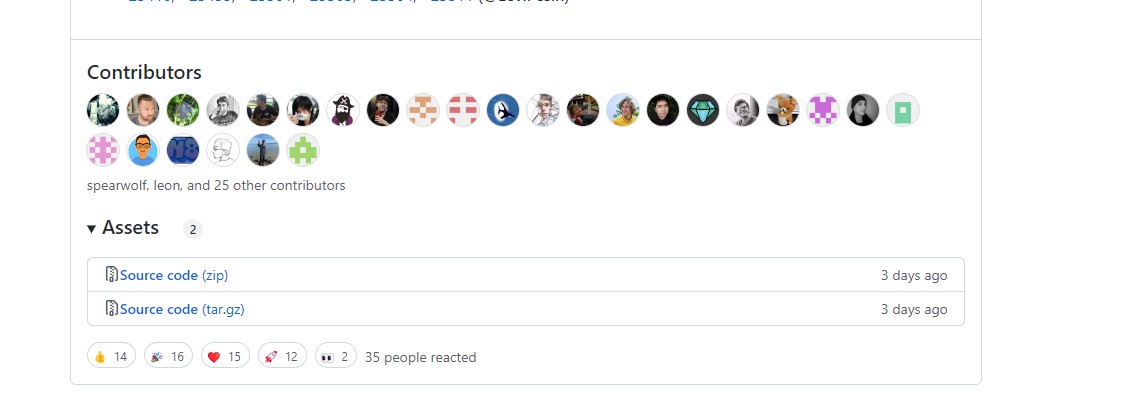 Contributors
spearwolf, leon, and 25 other contributors
Assets 2
Source code (zip) 3 days ago
Source code (tar.gz) 3 days ago
👍 14 🎉 16 ❤️ 15 🚀 12 👀 2 35 people reacted